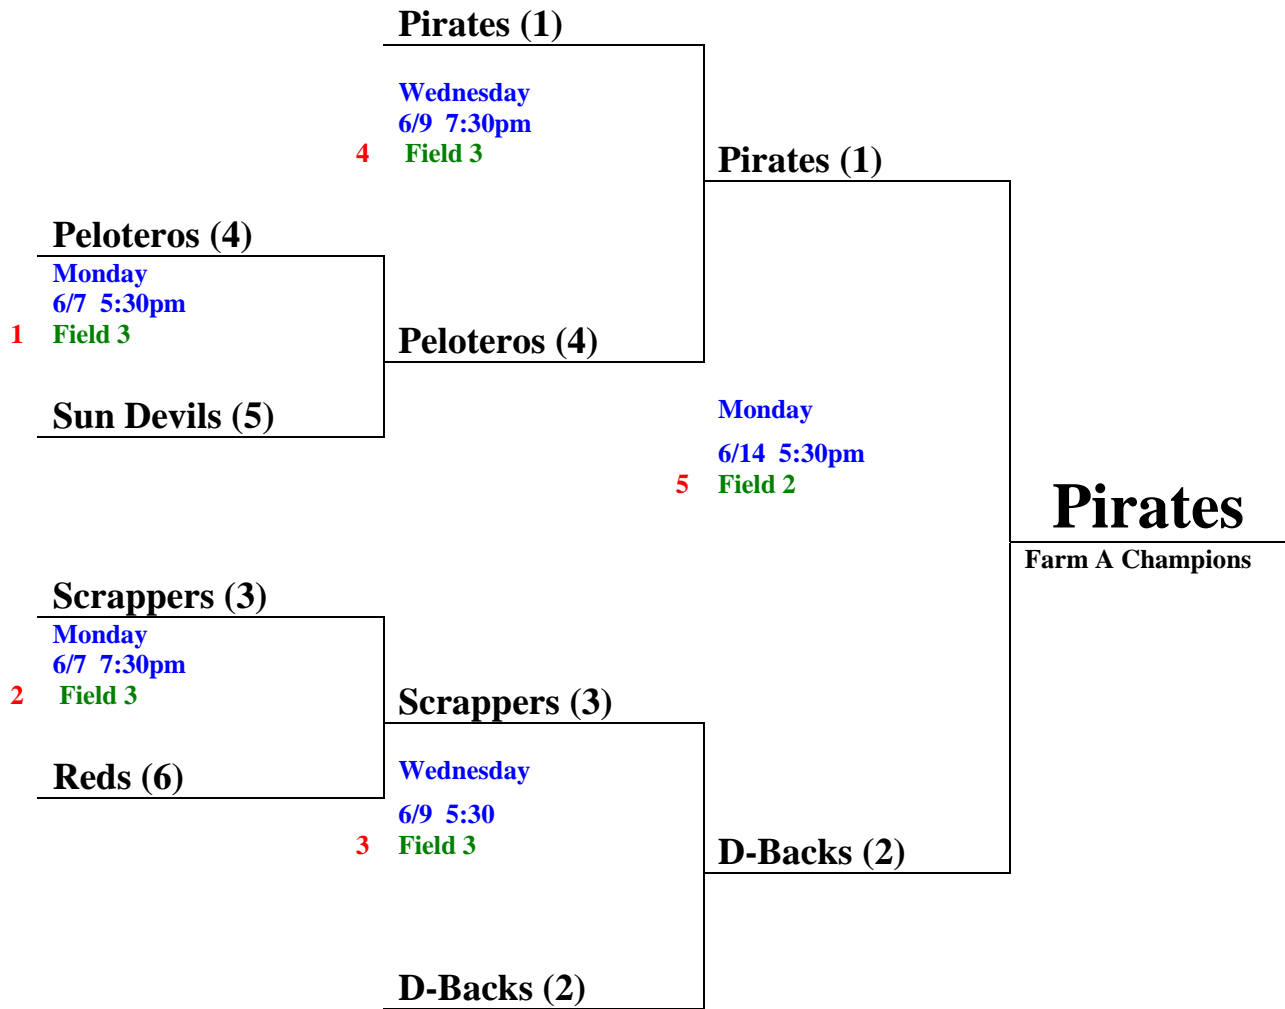 Pirates (1)
Wednesday
6/9 7:30pm
4 Field 3
Pirates (1)
Peloteros (4)
Monday
6/7 5:30pm
1 Field 3
Peloteros (4)
Sun Devils (5)
Monday
6/14 5:30pm
5 Field 2
Pirates
Farm A Champions
Scrappers (3)
Monday
6/7 7:30pm
2 Field 3
Scrappers (3)
Reds (6)
Wednesday
6/9 5:30
3 Field 3
D-Backs (2)
D-Backs (2)